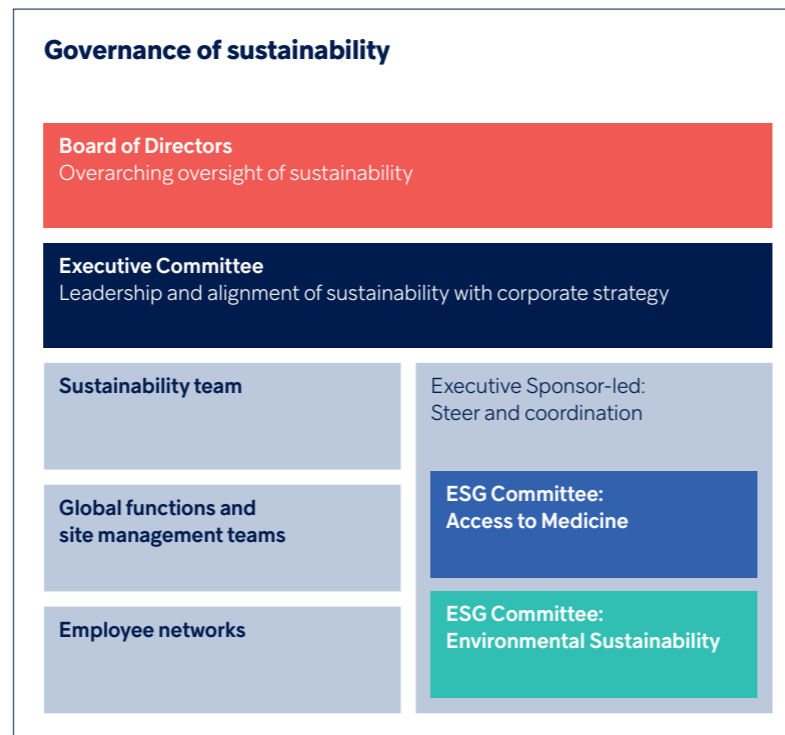 Governance of sustainability
Board of Directors
Overarching oversight of sustainability
Executive Committee
Leadership and alignment of sustainability with corporate strategy
Sustainability team
Global functions and
site management teams
Employee networks
Executive Sponsor-led:
Steer and coordination
ESG Committee:
Access to Medicine
ESG Committee:
Environmental Sustainability